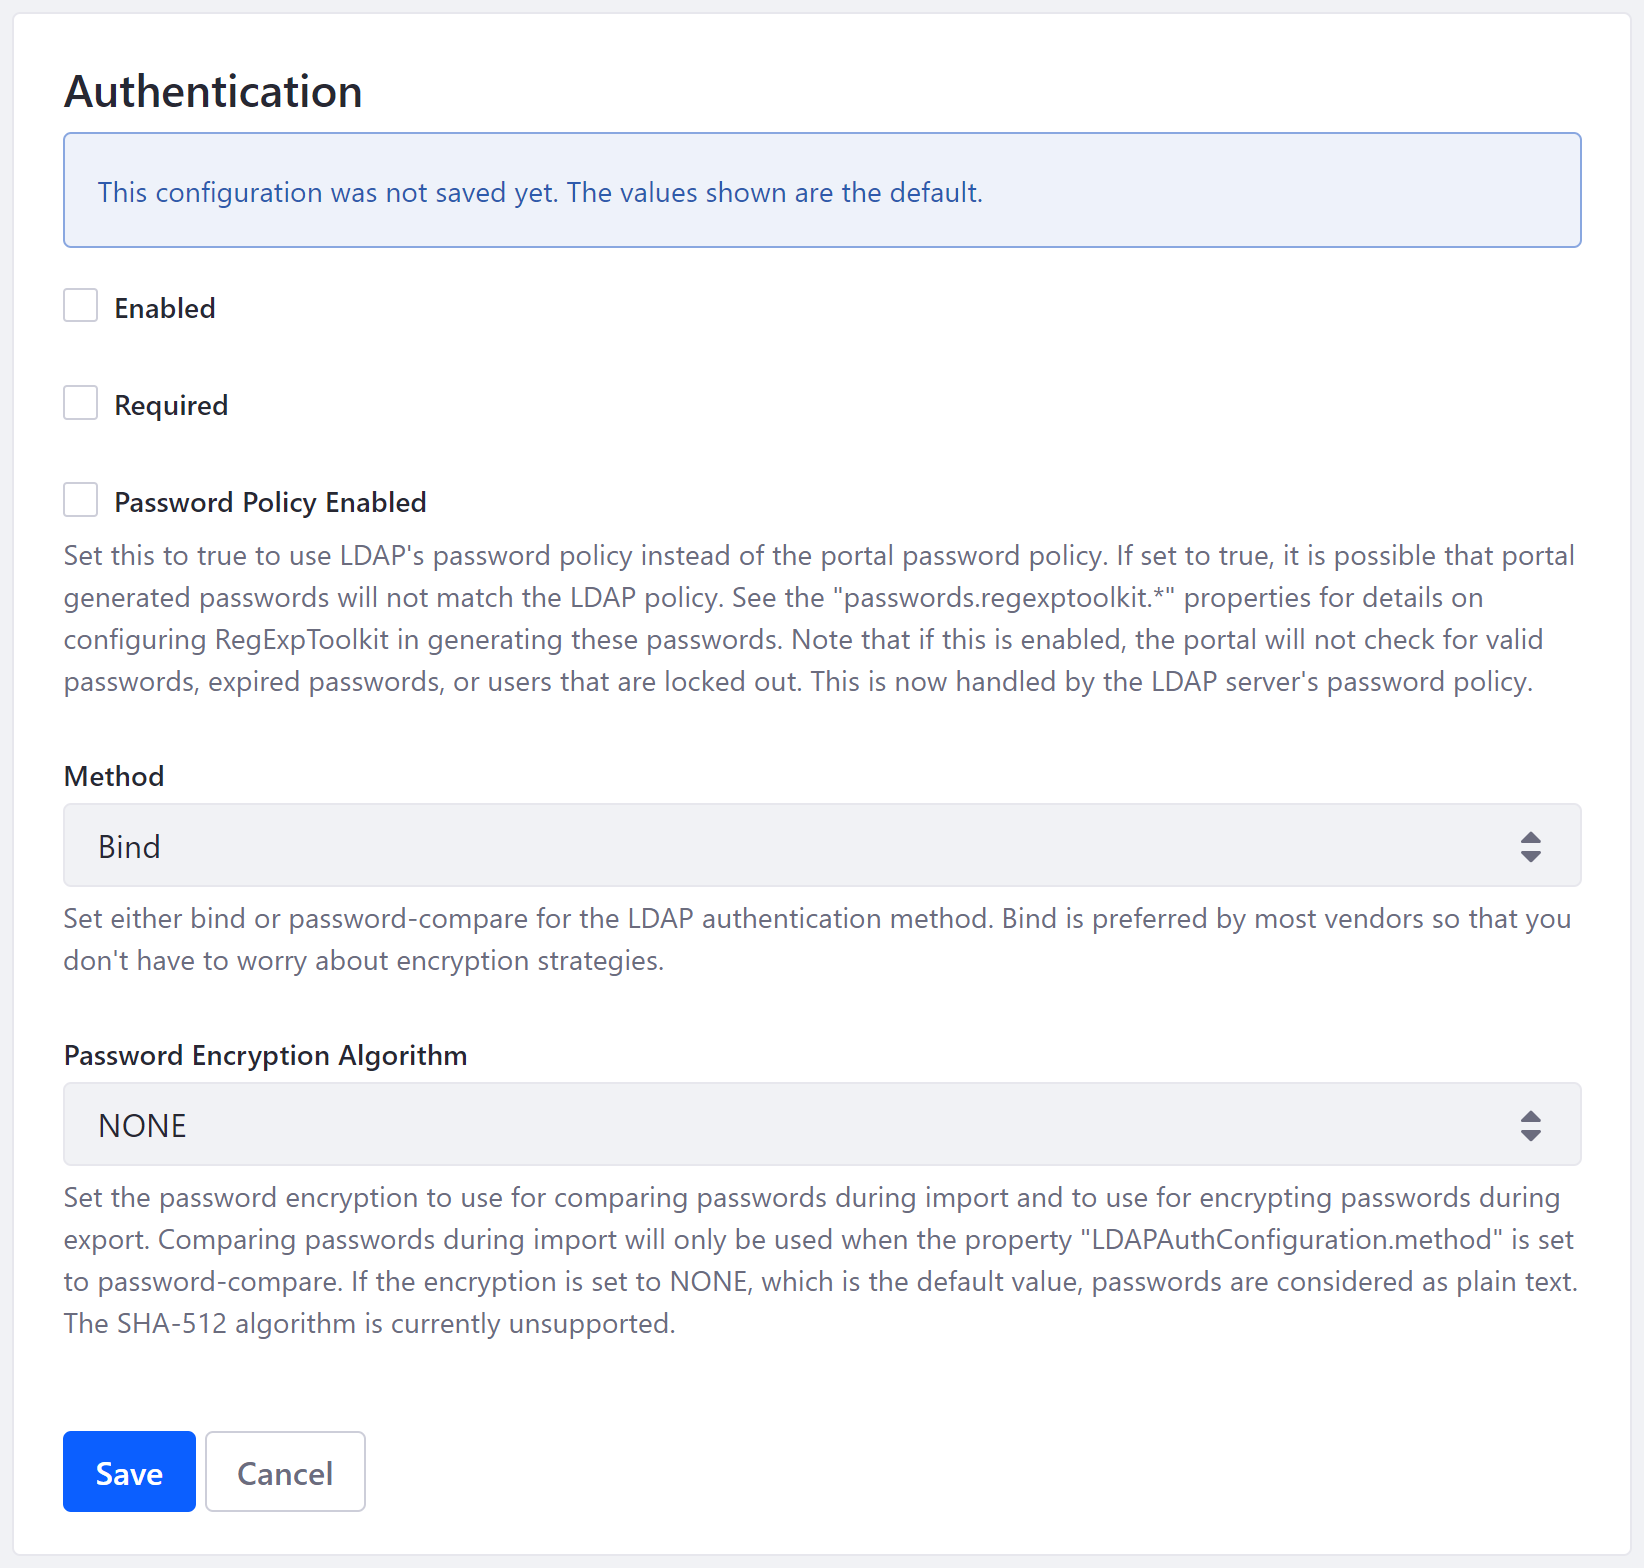 Authentication
This configuration was not saved yet. The values shown are the default.
Enabled
Required
Password Policy Enabled
Set this to true to use LDAP's password policy instead of the portal password policy. If set to true, it is possible that portal
generated passwords will not match the LDAP policy. See the "passwords.regexptoolkit.*" properties for details on
configuring RegExpToolkit in generating these passwords. Note that if this is enabled, the portal will not check for valid
passwords, expired passwords, or users that are locked out. This is now handled by the LDAP server's password policy.
Method
Bind
Set either bind or password-compare for the LDAP authentication method. Bind is preferred by most vendors so that you
don't have to worry about encryption strategies.
Password Encryption Algorithm
NONE
Set the password encryption to use for comparing passwords during import and to use for encrypting passwords during
export. Comparing passwords during import will only be used when the property "LDAPAuthConfiguration.method" is set
to password-compare. If the encryption is set to NONE, which is the default value, passwords are considered as plain text.
The SHA-512 algorithm is currently unsupported.
Save Cancel